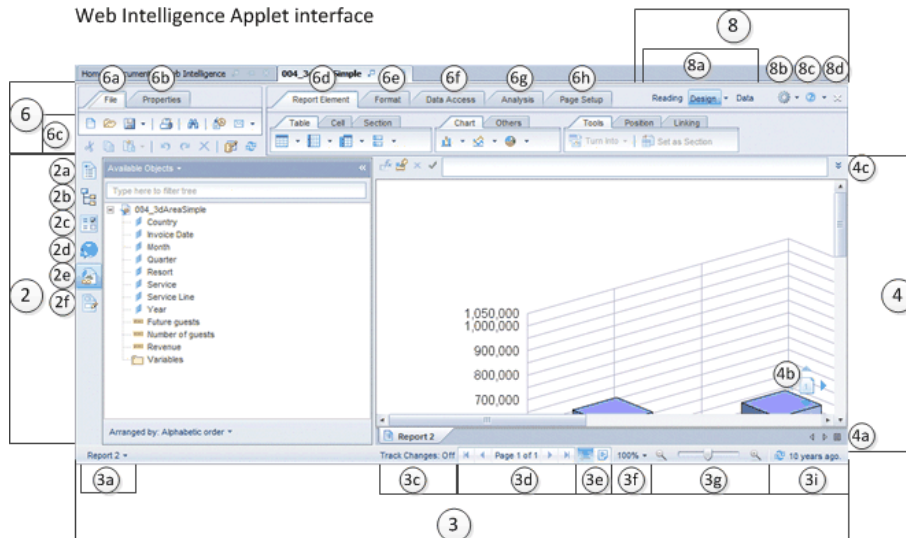 Web Intelligence Applet interface
8
8a
8b
8c
8d
6a
6b
6d
6e
6f
6g
6h
004_3 Simple
File
Properties
Report Element
Format
Data Access
Analysis
Page Setup
Reading
Design
Data
6
6c
Table
Cell
Section
Chart
Others
Tools
Position
Linking
Turn Into
Set as Section
2a
2b
2c
2d
2e
2f
2
Available Objects
Type here to filter tree
004_3dAreaSimple
Country
Invoice Date
Month
Quarter
Resort
Service
Service Line
Year
Future guests
Number of guests
Revenue
Variables
Arranged by: Alphabetic order
4c
4
4b
1,050,000
1,000,000
900,000
800,000
700,000
Report 2
4a
Report 2
Track Changes: Off
Page 1 of 1
100%
10 years ago.
3a
3c
3d
3e
3f
3g
3i
3